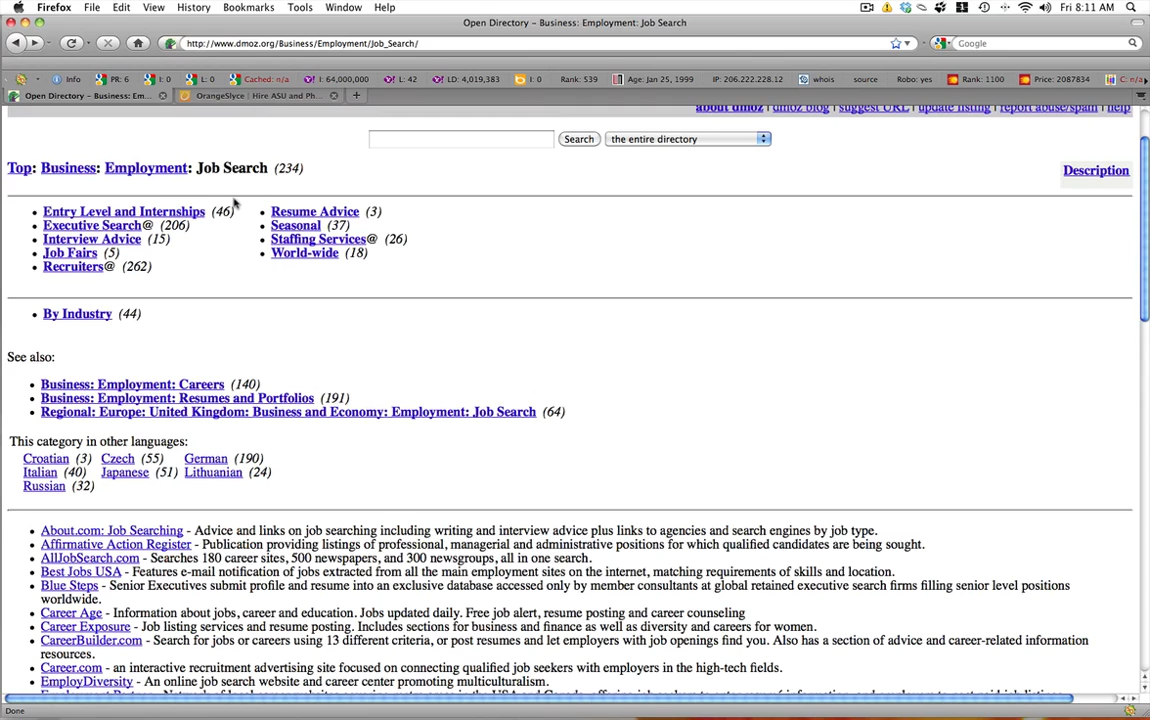 Firefox File Edit View History Bookmarks Tools Window Help Fri 8:11 AM
Open Directory - Business: Employment: Job Search
http://www.dmoz.org/Business/Employment/Job_Search/ Google
Info PR: 6 I: 0 L: 0 Cached: n/a I: 64,000,000 L: 42 LD: 4,019,383 I: 0 Rank: 539 Age: Jan 25, 1999 IP: 206.222.228.12 whois source Robo: yes Rank: 1100 Price: 2087834 C: n/a
Open Directory - Business: Em... OrangeSlyce | Hire ASU and Ph...
about dmoz | dmoz blog | suggest URL | update listing | report abuse/spam | help
Search the entire directory
Top: Business: Employment: Job Search (234) Description
Entry Level and Internships (46) Resume Advice (3)
Executive Search@ (206) Seasonal (37)
Interview Advice (15) Staffing Services@ (26)
Job Fairs (5) World-wide (18)
Recruiters@ (262)
By Industry (44)
See also:
Business: Employment: Careers (140)
Business: Employment: Resumes and Portfolios (191)
Regional: Europe: United Kingdom: Business and Economy: Employment: Job Search (64)
This category in other languages:
Croatian (3) Czech (55) German (190)
Italian (40) Japanese (51) Lithuanian (24)
Russian (32)
About.com: Job Searching - Advice and links on job searching including writing and interview advice plus links to agencies and search engines by job type.
Affirmative Action Register - Publication providing listings of professional, managerial and administrative positions for which qualified candidates are being sought.
AllJobSearch.com - Searches 180 career sites, 500 newspapers, and 300 newsgroups, all in one search.
Best Jobs USA - Features e-mail notification of jobs extracted from all the main employment sites on the internet, matching requirements of skills and location.
Blue Steps - Senior Executives submit profile and resume into an exclusive database accessed only by member consultants at global retained executive search firms filling senior level positions
worldwide.
Career Age - Information about jobs, career and education. Jobs updated daily. Free job alert, resume posting and career counseling
Career Exposure - Job listing services and resume posting. Includes sections for business and finance as well as diversity and careers for women.
CareerBuilder.com - Search for jobs or careers using 13 different criteria, or post resumes and let employers with job openings find you. Also has a section of advice and career-related information
resources.
Career.com - an interactive recruitment advertising site focused on connecting qualified job seekers with employers in the high-tech fields.
EmployDiversity - An online job search website and career center promoting multiculturalism.
Done